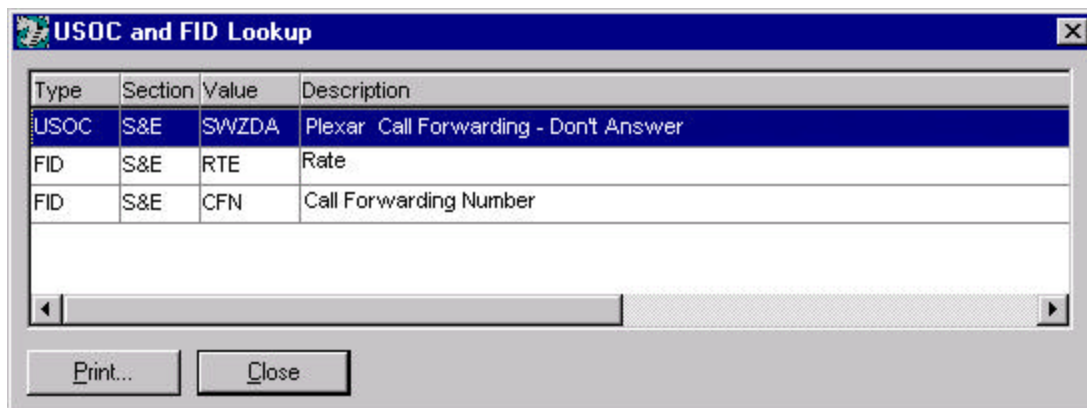 USOC and FID Lookup
Type Section Value Description
USOC S&E SWZDA Plexar Call Forwarding - Don't Answer
FID S&E RTE Rate
FID S&E CFN Call Forwarding Number
Print... Close